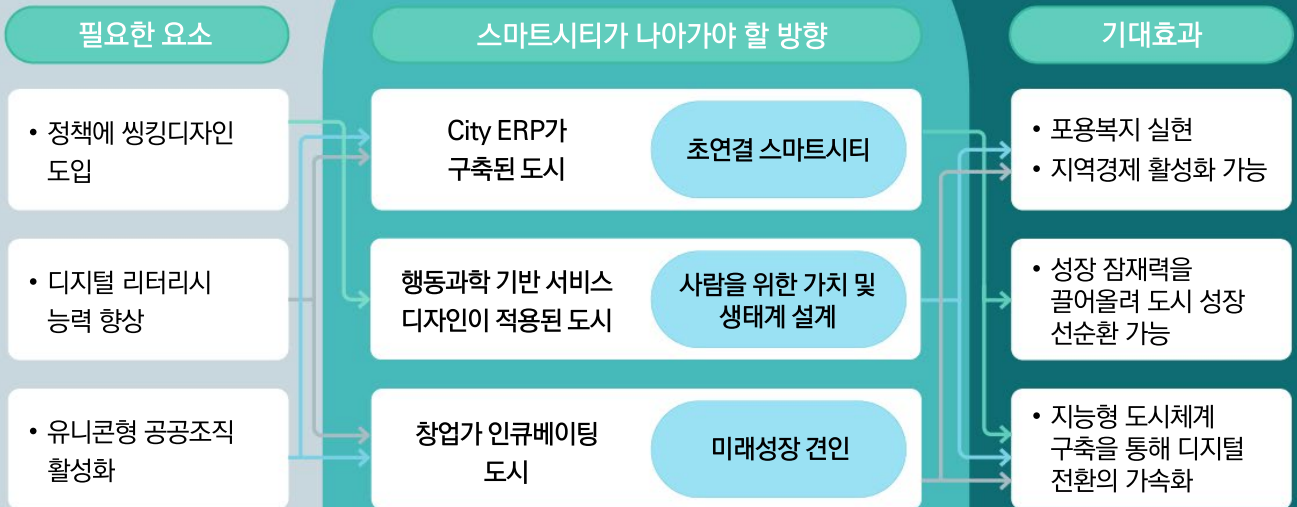 필요한 요소
스마트시티가 나아가야 할 방향
기대효과
• 정책에 씽킹디자인
도입
City ERP가
구축된 도시
초연결 스마트시티
• 포용복지 실현
• 지역경제 활성화 가능
• 디지털 리터리시
능력 향상
행동과학 기반 서비스
디자인이 적용된 도시
사람을 위한 가치 및
생태계 설계
• 성장 잠재력을
끌어올려 도시 성장
선순환 가능
• 유니콘형 공공조직
활성화
창업가 인큐베이팅
도시
미래성장 견인
• 지능형 도시체계
구축을 통해 디지털
전환의 가속화